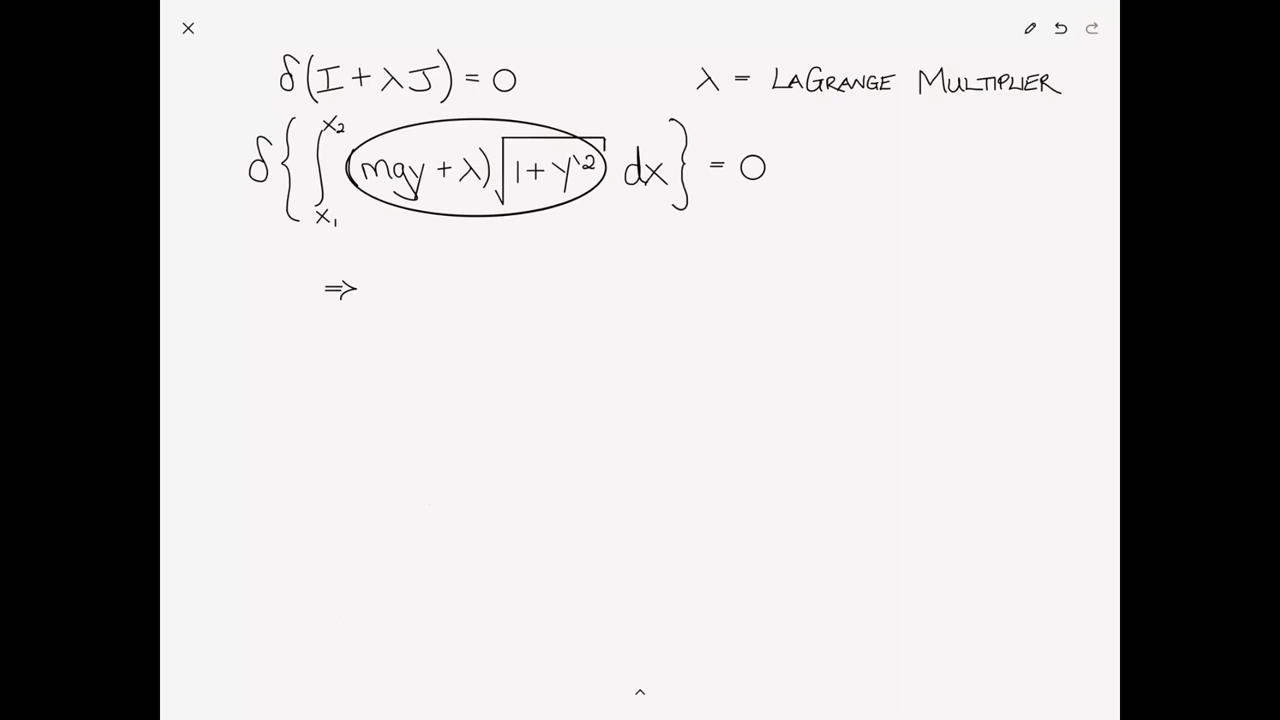 δ(I + λJ) = 0 λ = LAGRANGE MULTIPLIER
δ{∫_{x₁}^{x₂} (mgy + λ)√(1 + y'²) dx} = 0
⇒